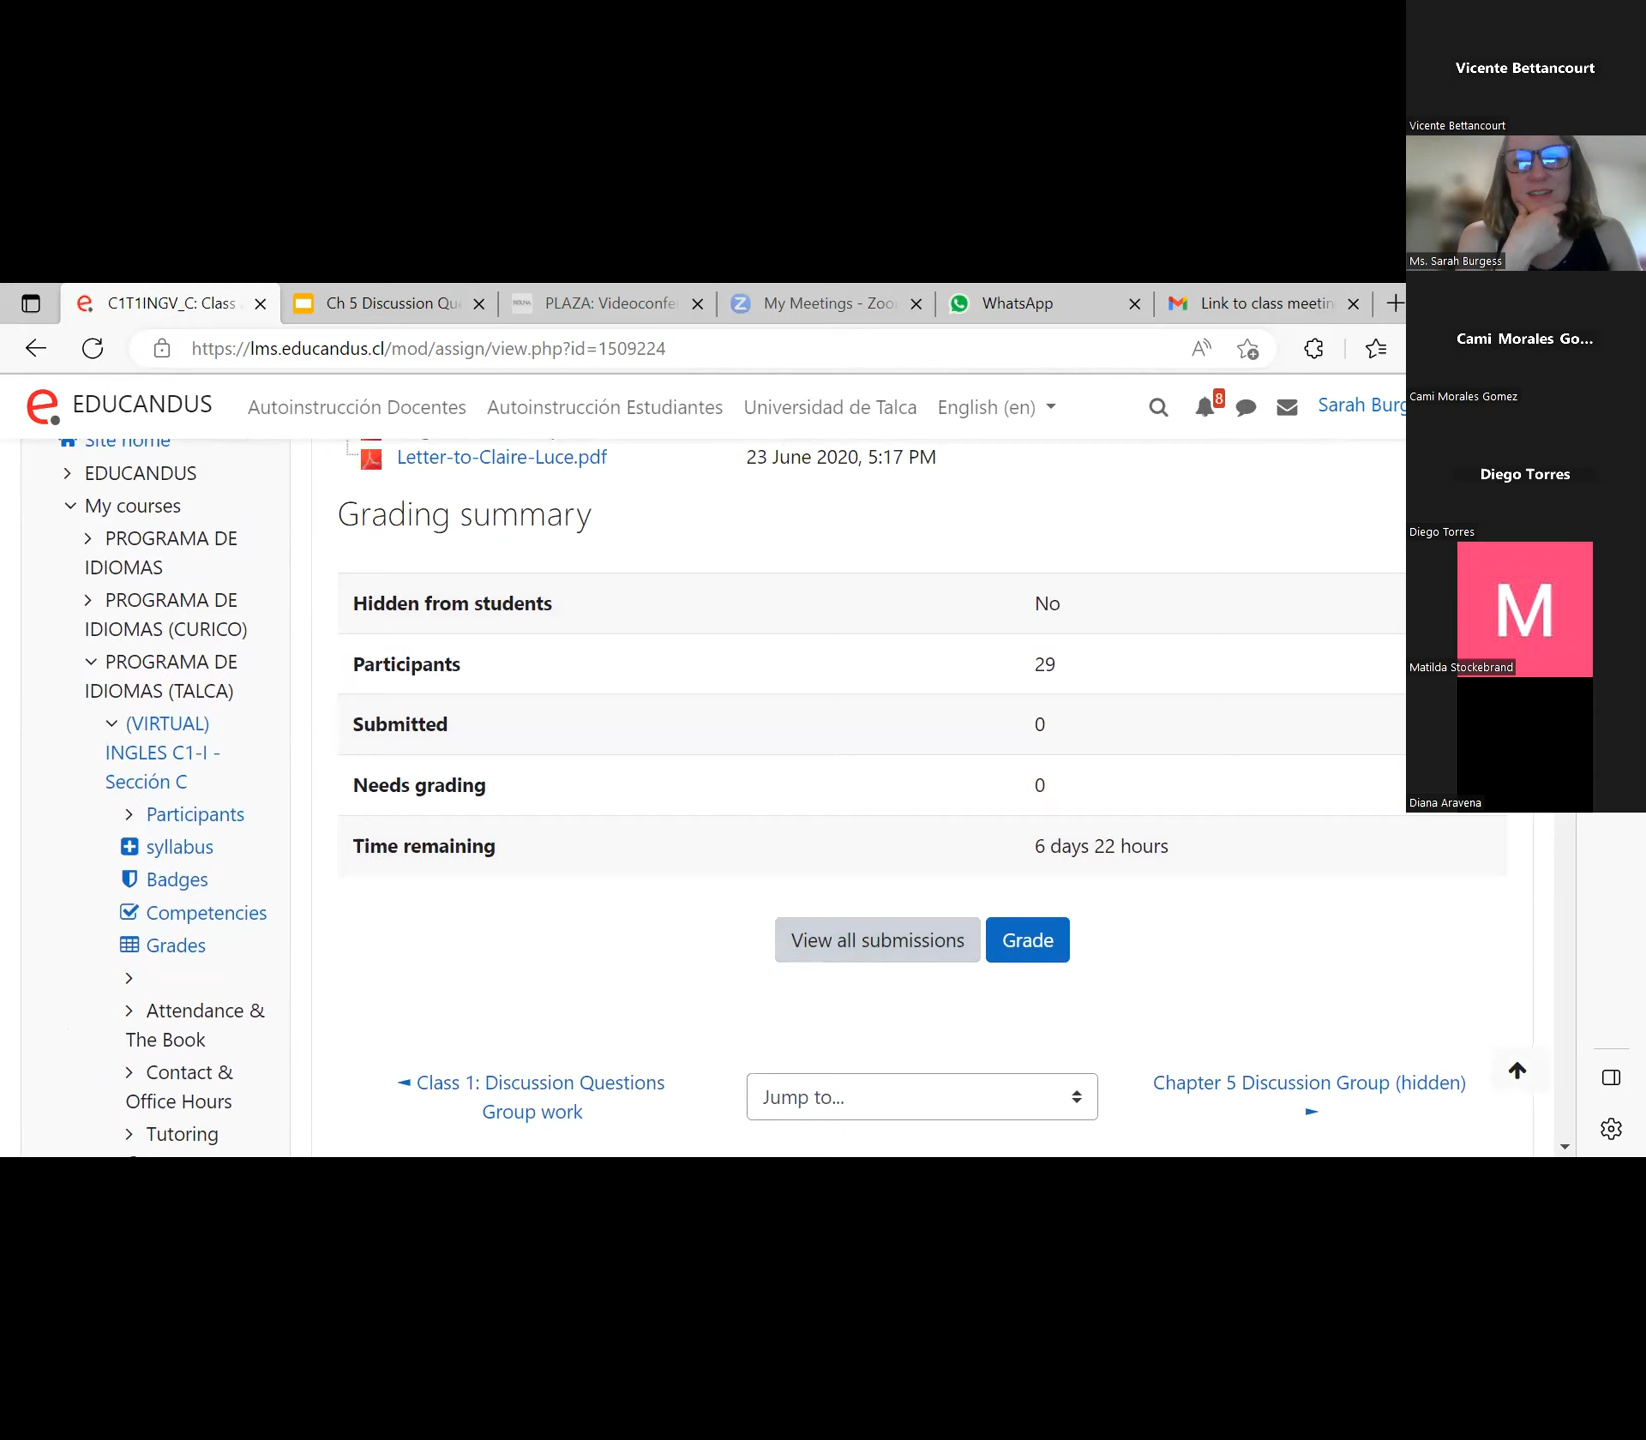 Vicente Bettancourt
Vicente Bettancourt
Ms. Sarah Burgess
Cami Morales Go...
Cami Morales Gomez
Diego Torres
Diego Torres
M
Matilda Stockebrand
Diana Aravena
C1T1INGV_C: Class
Ch 5 Discussion Qu
PLAZA: Videoconfe
My Meetings - Zoo
WhatsApp
Link to class meetin
https://lms.educandus.cl/mod/assign/view.php?id=1509224
e. EDUCANDUS
Autoinstrucción Docentes
Autoinstrucción Estudiantes
Universidad de Talca
English (en)
8
Sarah Burg
Site home
EDUCANDUS
My courses
PROGRAMA DE
IDIOMAS
PROGRAMA DE
IDIOMAS (CURICO)
PROGRAMA DE
IDIOMAS (TALCA)
(VIRTUAL)
INGLES C1-I -
Sección C
Participants
syllabus
Badges
Competencies
Grades
Attendance &
The Book
Contact &
Office Hours
Tutoring
Letter-to-Claire-Luce.pdf 23 June 2020, 5:17 PM
Grading summary
Hidden from students No
Participants 29
Submitted 0
Needs grading 0
Time remaining 6 days 22 hours
View all submissions
Grade
◄ Class 1: Discussion Questions
Group work
Jump to...
Chapter 5 Discussion Group (hidden)
►